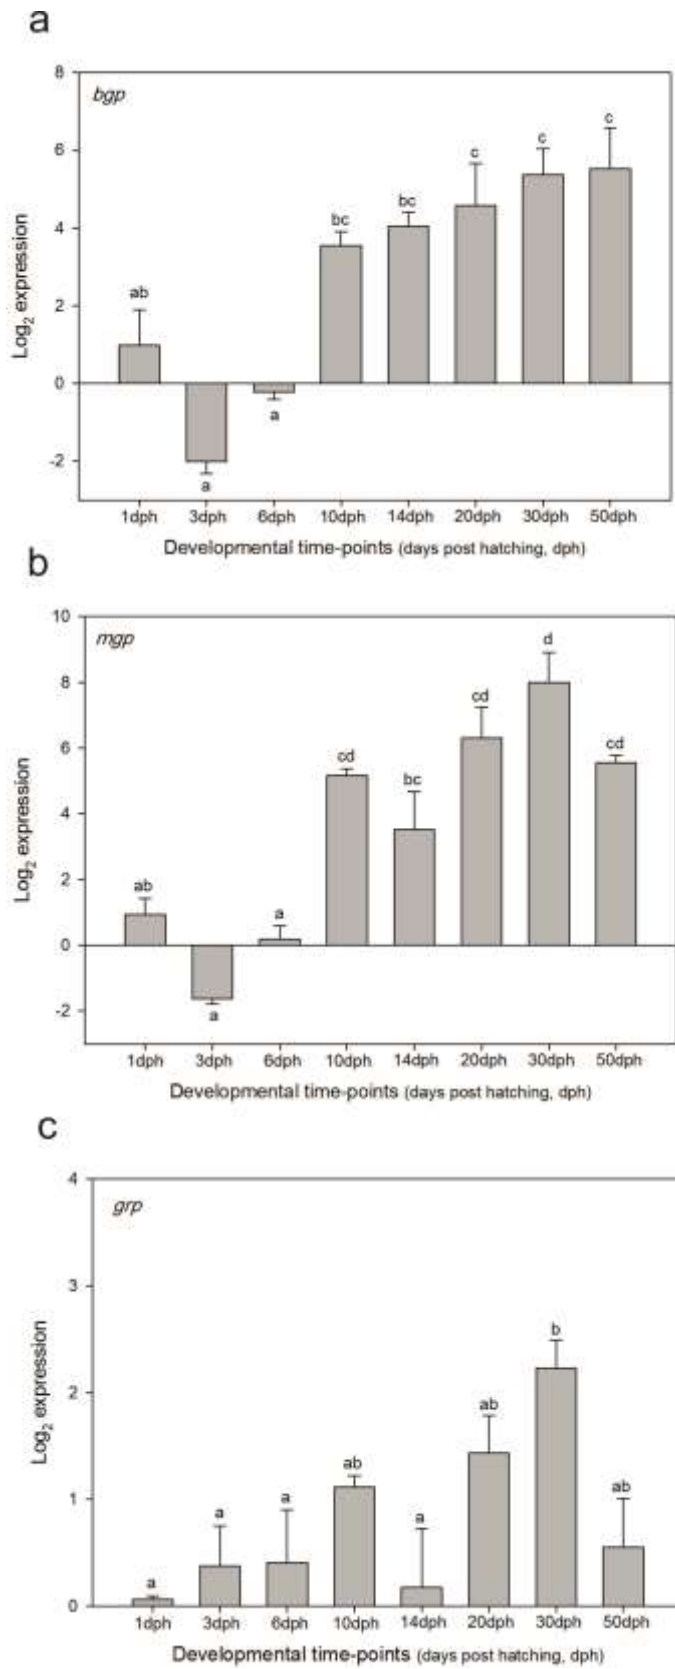 a
bgp
8
6
4
2
0
-2
Log2 expression
ab
a
a
bc
bc
c
c
c
1dph 3dph 6dph 10dph 14dph 20dph 30dph 50dph
Developmental time-points (days post hatching, dph)
b
mgp
10
8
6
4
2
0
-2
Log2 expression
ab
a
a
cd
bc
cd
d
cd
1dph 3dph 6dph 10dph 14dph 20dph 30dph 50dph
Developmental time-points (days post hatching, dph)
c
grp
4
3
2
1
0
Log2 expression
a
a
a
ab
a
ab
b
ab
1dph 3dph 6dph 10dph 14dph 20dph 30dph 50dph
Developmental time-points (days post hatching, dph)